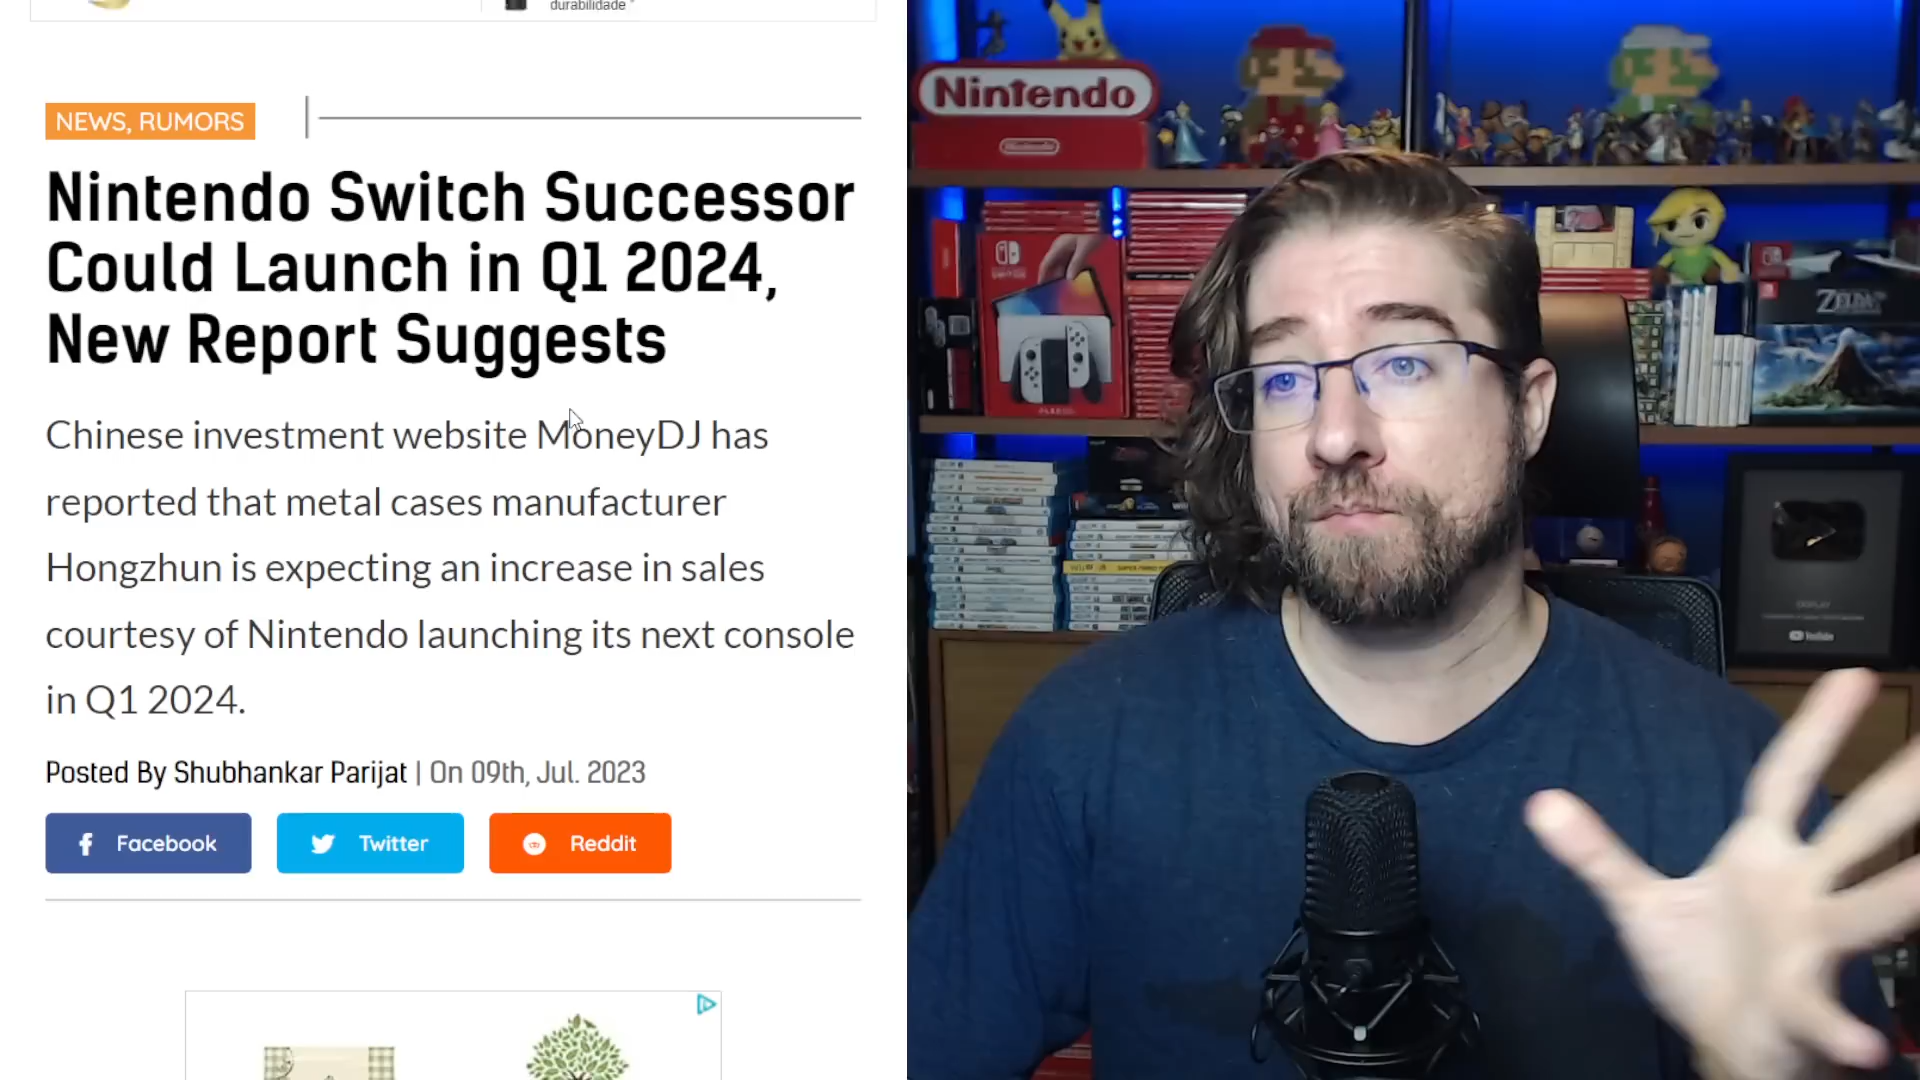 durabilidade
NEWS, RUMORS
Nintendo Switch Successor
Could Launch in Q1 2024,
New Report Suggests
Chinese investment website MoneyDJ has
reported that metal cases manufacturer
Hongzhun is expecting an increase in sales
courtesy of Nintendo launching its next console
in Q1 2024.
Posted By Shubhankar Parijat | On 09th, Jul. 2023
Facebook
Twitter
Reddit
Nintendo
Nintendo
ZELDA
YouTube